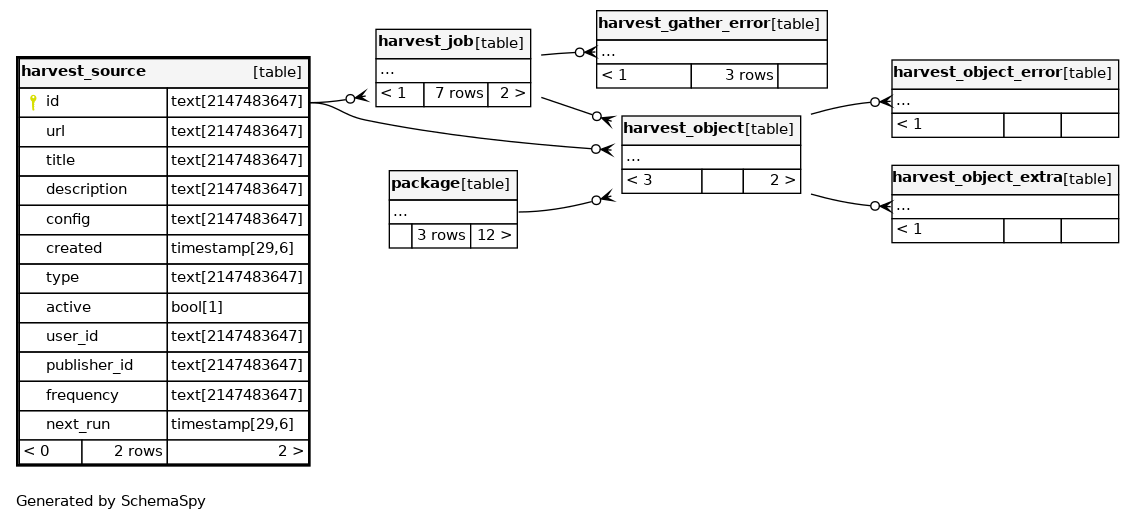 harvest_source [table]
id text[2147483647]
url text[2147483647]
title text[2147483647]
description text[2147483647]
config text[2147483647]
created timestamp[29,6]
type text[2147483647]
active bool[1]
user_id text[2147483647]
publisher_id text[2147483647]
frequency text[2147483647]
next_run timestamp[29,6]
< 0 2 rows 2 >
harvest_job [table]
...
< 1 7 rows 2 >
package [table]
...
3 rows 12 >
harvest_gather_error [table]
...
< 1 3 rows
harvest_object [table]
...
< 3 2 >
harvest_object_error [table]
...
< 1
harvest_object_extra [table]
...
< 1
Generated by SchemaSpy